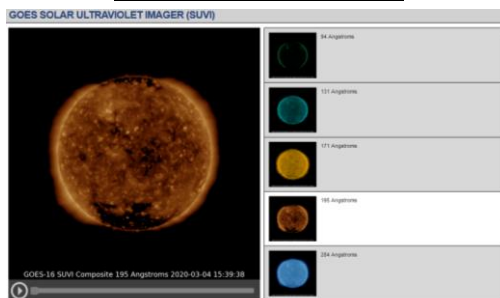 GOES SOLAR ULTRAVIOLET IMAGER (SUVI)
94 Angstroms
131 Angstroms
171 Angstroms
195 Angstroms
284 Angstroms
GOES-16 SUVI Composite 195 Angstroms 2020-03-04 15:39:38